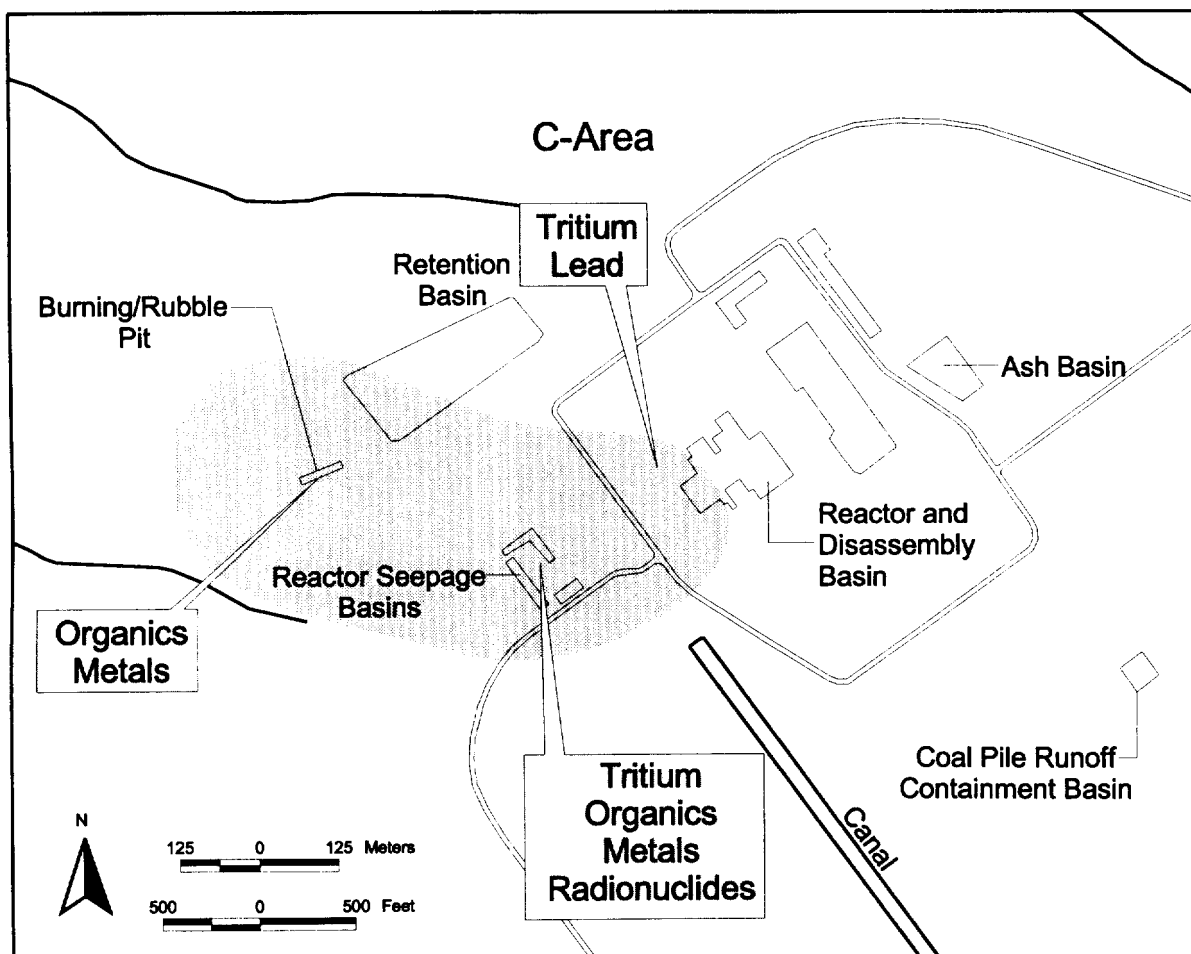 C-Area
Tritium
Lead
Retention
Basin
Burning/Rubble
Pit
Ash Basin
Reactor and
Disassembly
Basin
Reactor Seepage
Basins
Organics
Metals
Tritium
Organics
Metals
Radionuclides
Coal Pile Runoff
Containment Basin
Canal
N
125 0 125 Meters
500 0 500 Feet